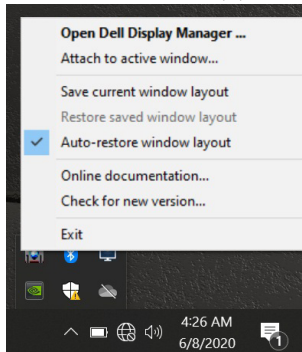 Open Dell Display Manager ...
Attach to active window...
Save current window layout
Restore saved window layout
Auto-restore window layout
Online documentation...
Check for new version...
Exit
4:26 AM
6/8/2020
1